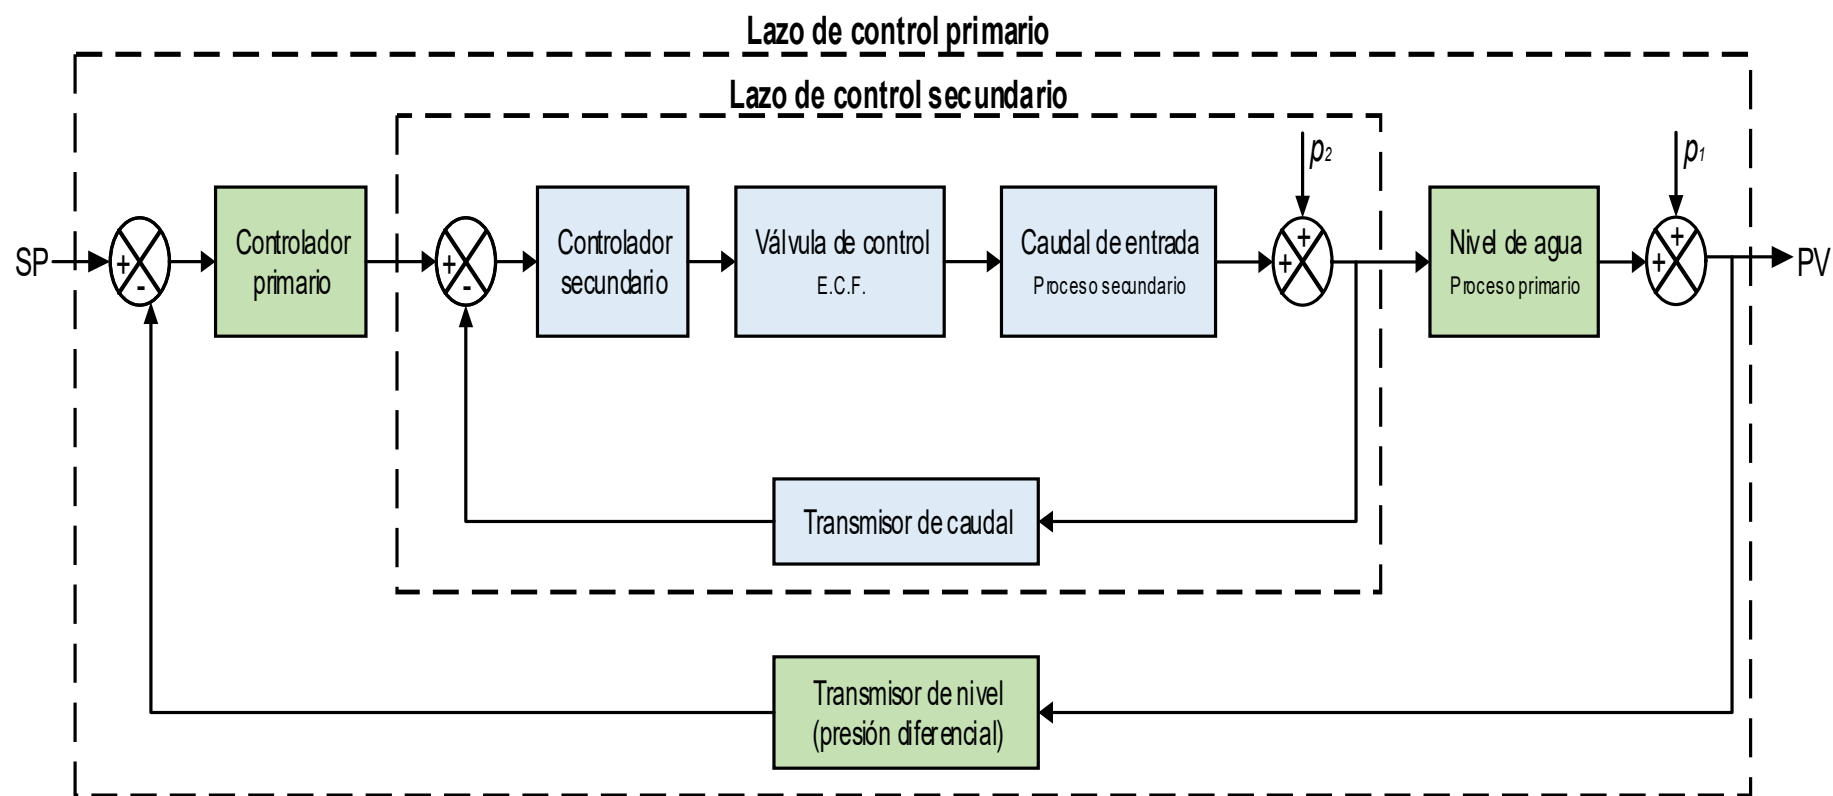 Lazo de control primario
Lazo de control secundario
p2
p1
SP
+
-
Controlador
primario
+
-
Controlador
secundario
Válvula de control
E.C.F.
Caudal de entrada
Proceso secundario
+
+
Nivel de agua
Proceso primario
+
+
PV
Transmisor de caudal
Transmisor de nivel
(presión diferencial)